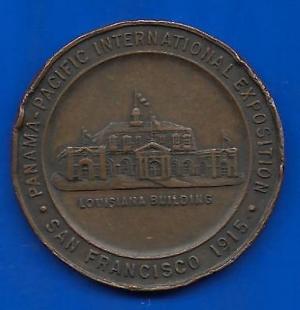 · PANAMA-PACIFIC INTERNATIONAL EXPOSITION ·
LOUISIANA BUILDING
SAN FRANCISCO 1915